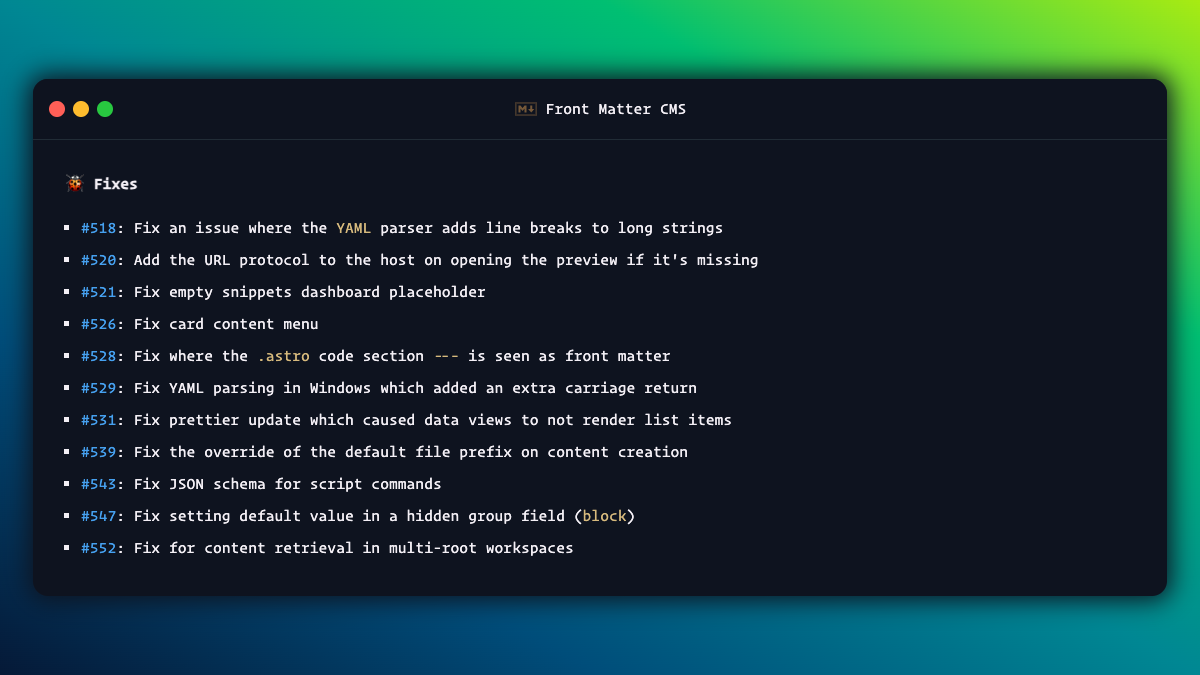 M↓ Front Matter CMS
🐞 Fixes
▪ #518: Fix an issue where the YAML parser adds line breaks to long strings
▪ #520: Add the URL protocol to the host on opening the preview if it's missing
▪ #521: Fix empty snippets dashboard placeholder
▪ #526: Fix card content menu
▪ #528: Fix where the .astro code section --- is seen as front matter
▪ #529: Fix YAML parsing in Windows which added an extra carriage return
▪ #531: Fix prettier update which caused data views to not render list items
▪ #539: Fix the override of the default file prefix on content creation
▪ #543: Fix JSON schema for script commands
▪ #547: Fix setting default value in a hidden group field (block)
▪ #552: Fix for content retrieval in multi-root workspaces